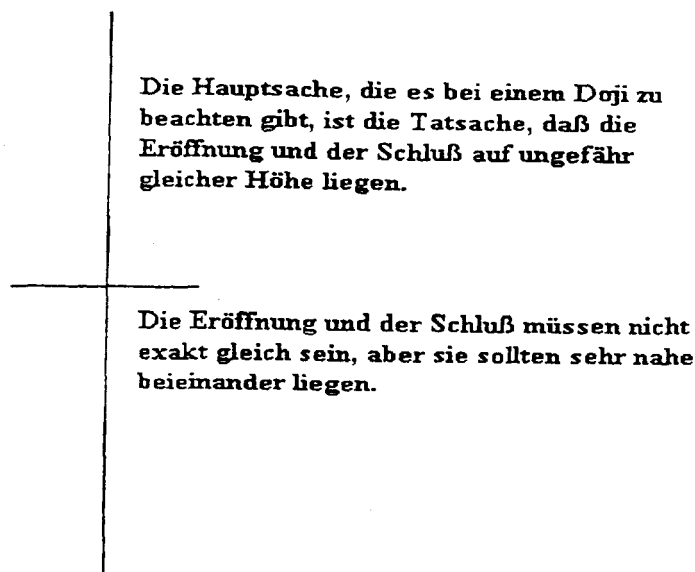 Die Hauptsache, die es bei einem Doji zu
beachten gibt, ist die Tatsache, daß die
Eröffnung und der Schluß auf ungefähr
gleicher Höhe liegen.
Die Eröffnung und der Schluß müssen nicht
exakt gleich sein, aber sie sollten sehr nahe
beieinander liegen.